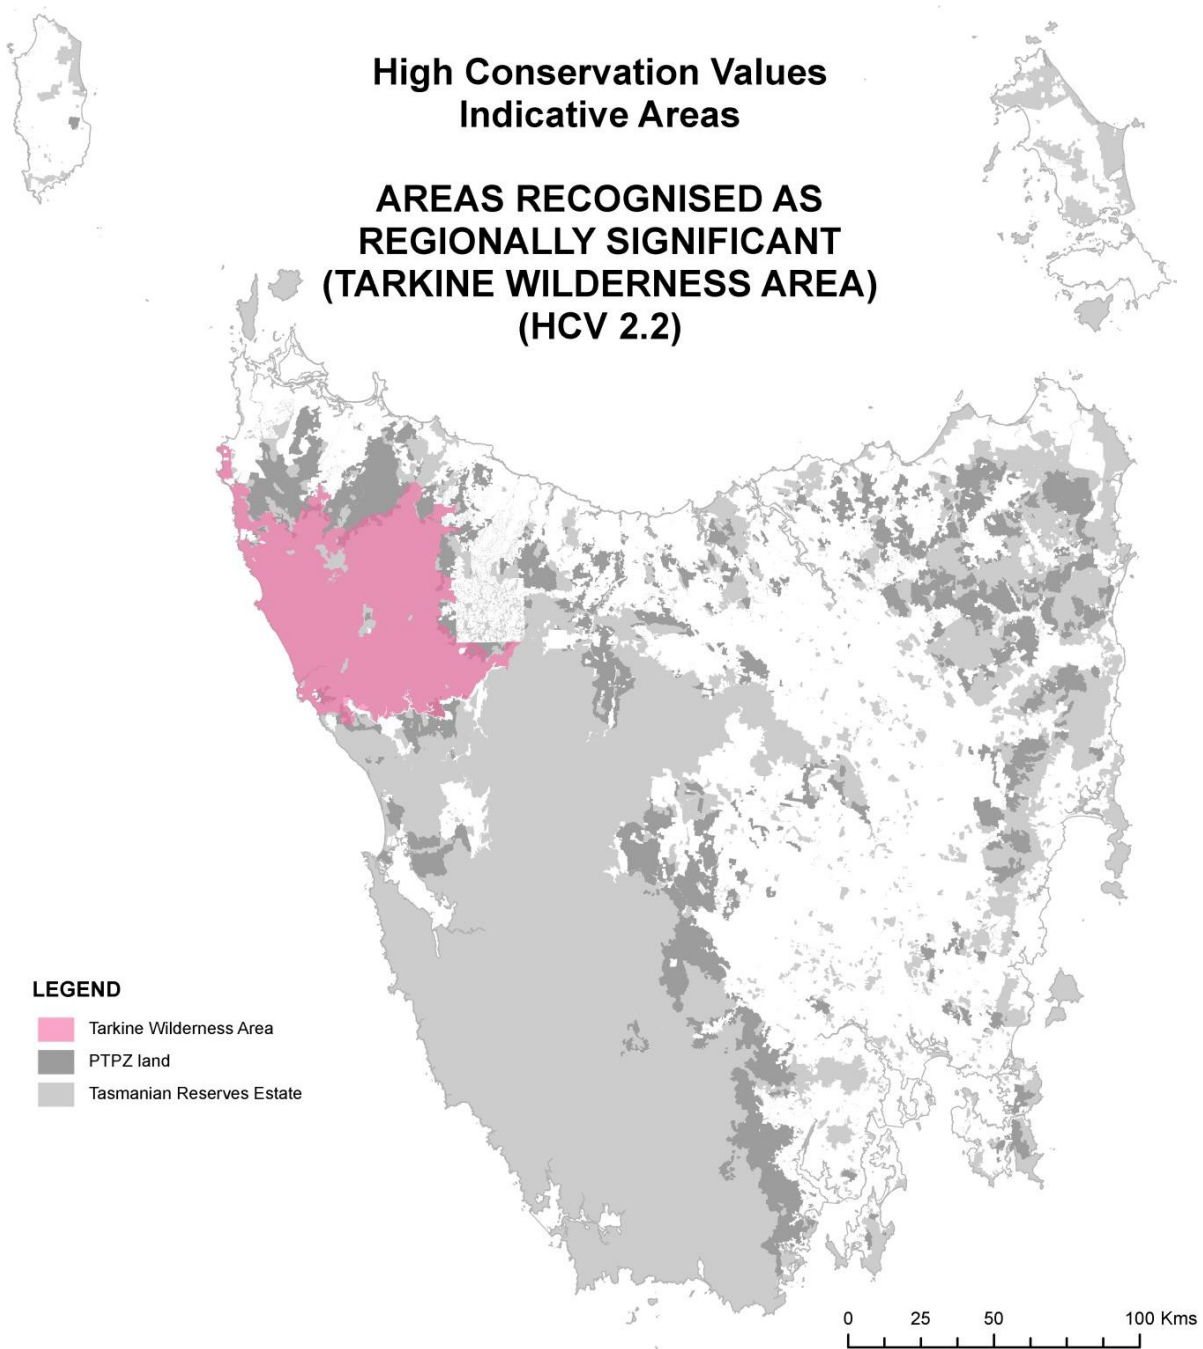 High Conservation Values
Indicative Areas
AREAS RECOGNISED AS
REGIONALLY SIGNIFICANT
(TARKINE WILDERNESS AREA)
(HCV 2.2)
LEGEND
Tarkine Wilderness Area
PTPZ land
Tasmanian Reserves Estate
0 25 50 100 Kms